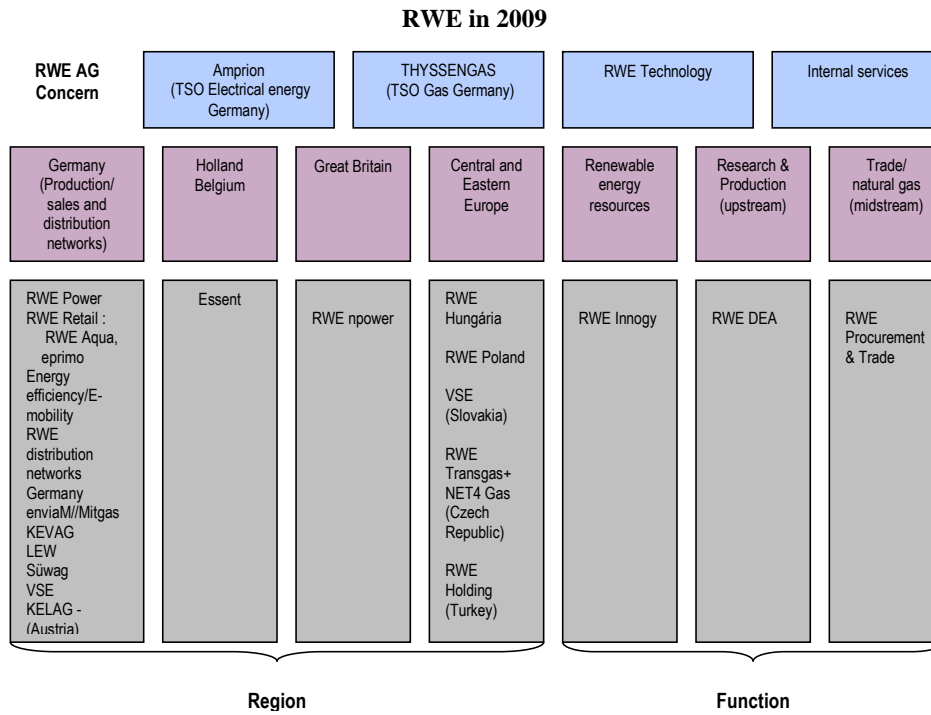 RWE in 2009
RWE AG
Concern
Amprion
(TSO Electrical energy
Germany)
THYSSENGAS
(TSO Gas Germany)
RWE Technology
Internal services
Germany
(Production/
sales and
distribution
networks)
Holland
Belgium
Great Britain
Central and
Eastern
Europe
Renewable
energy
resources
Research &
Production
(upstream)
Trade/
natural gas
(midstream)
RWE Power
RWE Retail :
RWE Aqua,
eprimo
Energy
efficiency/E-
mobility
RWE
distribution
networks
Germany
enviaM//Mitgas
KEVAG
LEW
Süwag
VSE
KELAG -
(Austria)
Essent
RWE npower
RWE
Hungária
RWE Poland
VSE
(Slovakia)
RWE
Transgas+
NET4 Gas
(Czech
Republic)
RWE
Holding
(Turkey)
RWE Innogy
RWE DEA
RWE
Procurement
& Trade
Region
Function